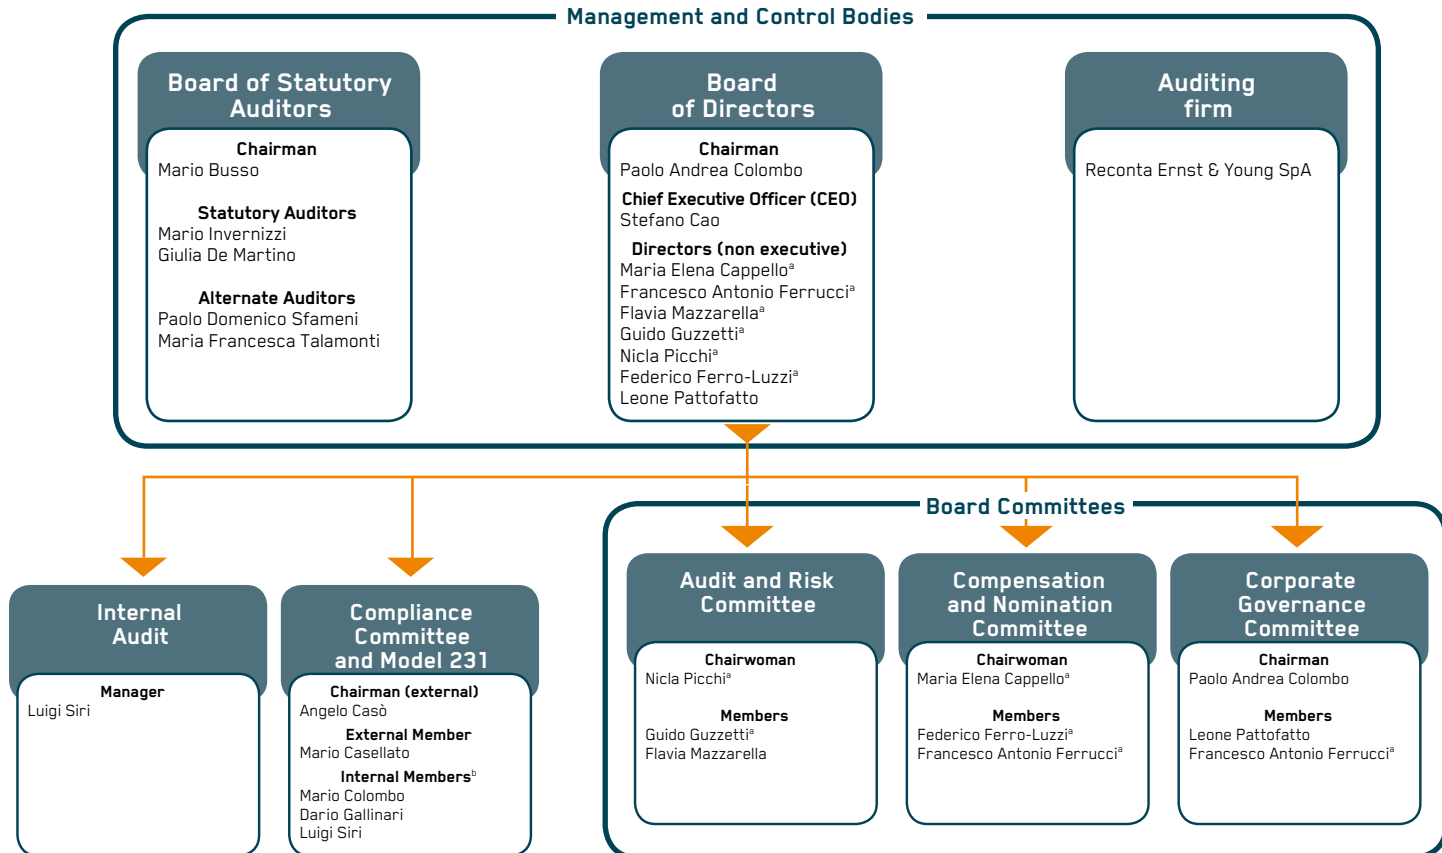 Management and Control Bodies
Board of Statutory
Auditors
Chairman
Mario Busso
Statutory Auditors
Mario Invernizzi
Giulia De Martino
Alternate Auditors
Paolo Domenico Sfameni
Maria Francesca Talamonti
Board
of Directors
Chairman
Paolo Andrea Colombo
Chief Executive Officer (CEO)
Stefano Cao
Directors (non executive)
Maria Elena Cappelloᵃ
Francesco Antonio Ferrucciᵃ
Flavia Mazzarellaᵃ
Guido Guzzettiᵃ
Nicla Picchiᵃ
Federico Ferro-Luzziᵃ
Leone Pattofatto
Auditing
firm
Reconta Ernst & Young SpA
Internal
Audit
Manager
Luigi Siri
Compliance
Committee
and Model 231
Chairman (external)
Angelo Casò
External Member
Mario Casellato
Internal Membersᵇ
Mario Colombo
Dario Gallinari
Luigi Siri
Board Committees
Audit and Risk
Committee
Chairwoman
Nicla Picchiᵃ
Members
Guido Guzzettiᵃ
Flavia Mazzarella
Compensation
and Nomination
Committee
Chairwoman
Maria Elena Cappelloᵃ
Members
Federico Ferro-Luzziᵃ
Francesco Antonio Ferrucciᵃ
Corporate
Governance
Committee
Chairman
Paolo Andrea Colombo
Members
Leone Pattofatto
Francesco Antonio Ferrucciᵃ